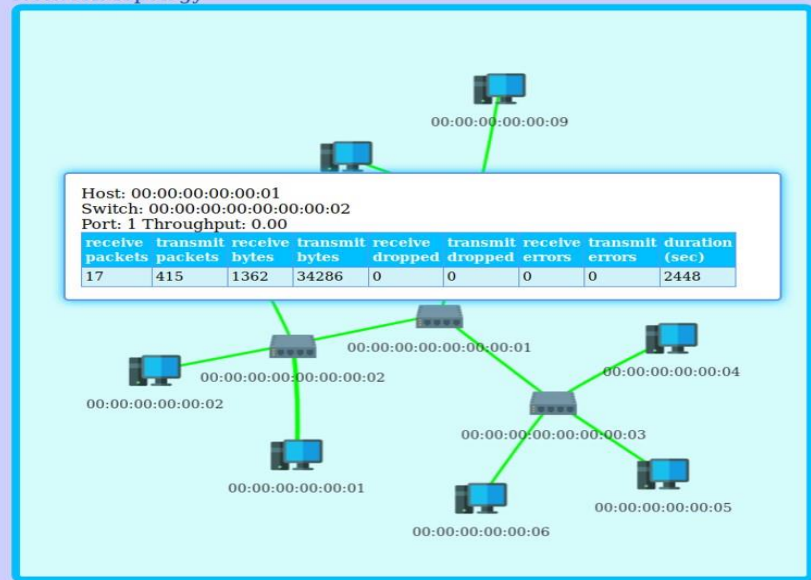 00:00:00:00:00:09
Host: 00:00:00:00:00:01
Switch: 00:00:00:00:00:00:00:02
Port: 1 Throughput: 0.00
receive packets transmit packets receive bytes transmit bytes receive dropped transmit dropped receive errors transmit errors duration (sec)
17 415 1362 34286 0 0 0 0 2448
00:00:00:00:00:00:00:01
00:00:00:00:00:00:00:02
00:00:00:00:00:04
00:00:00:00:00:02
00:00:00:00:00:00:00:03
00:00:00:00:00:01
00:00:00:00:00:05
00:00:00:00:00:06